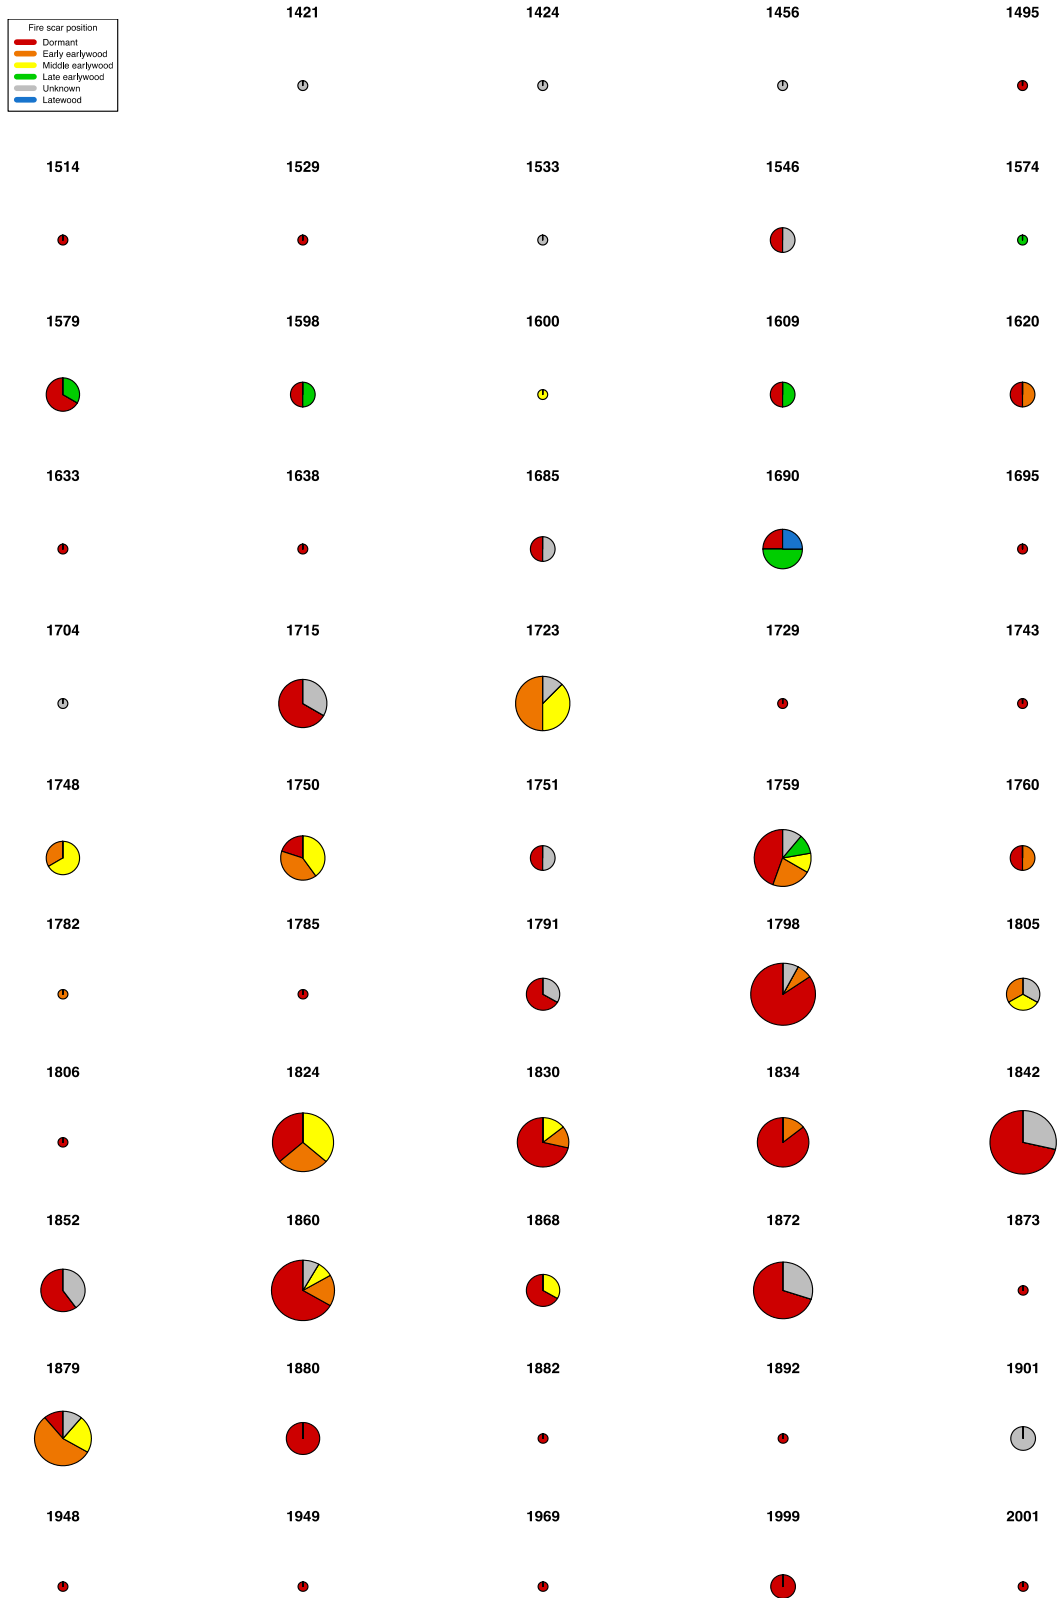 1421 1424 1456 1495
Fire scar position
Dormant
Early earlywood
Middle earlywood
Late earlywood
Unknown
Latewood
1514 1529 1533 1546 1574
1579 1598 1600 1609 1620
1633 1638 1685 1690 1695
1704 1715 1723 1729 1743
1748 1750 1751 1759 1760
1782 1785 1791 1798 1805
1806 1824 1830 1834 1842
1852 1860 1868 1872 1873
1879 1880 1882 1892 1901
1948 1949 1969 1999 2001